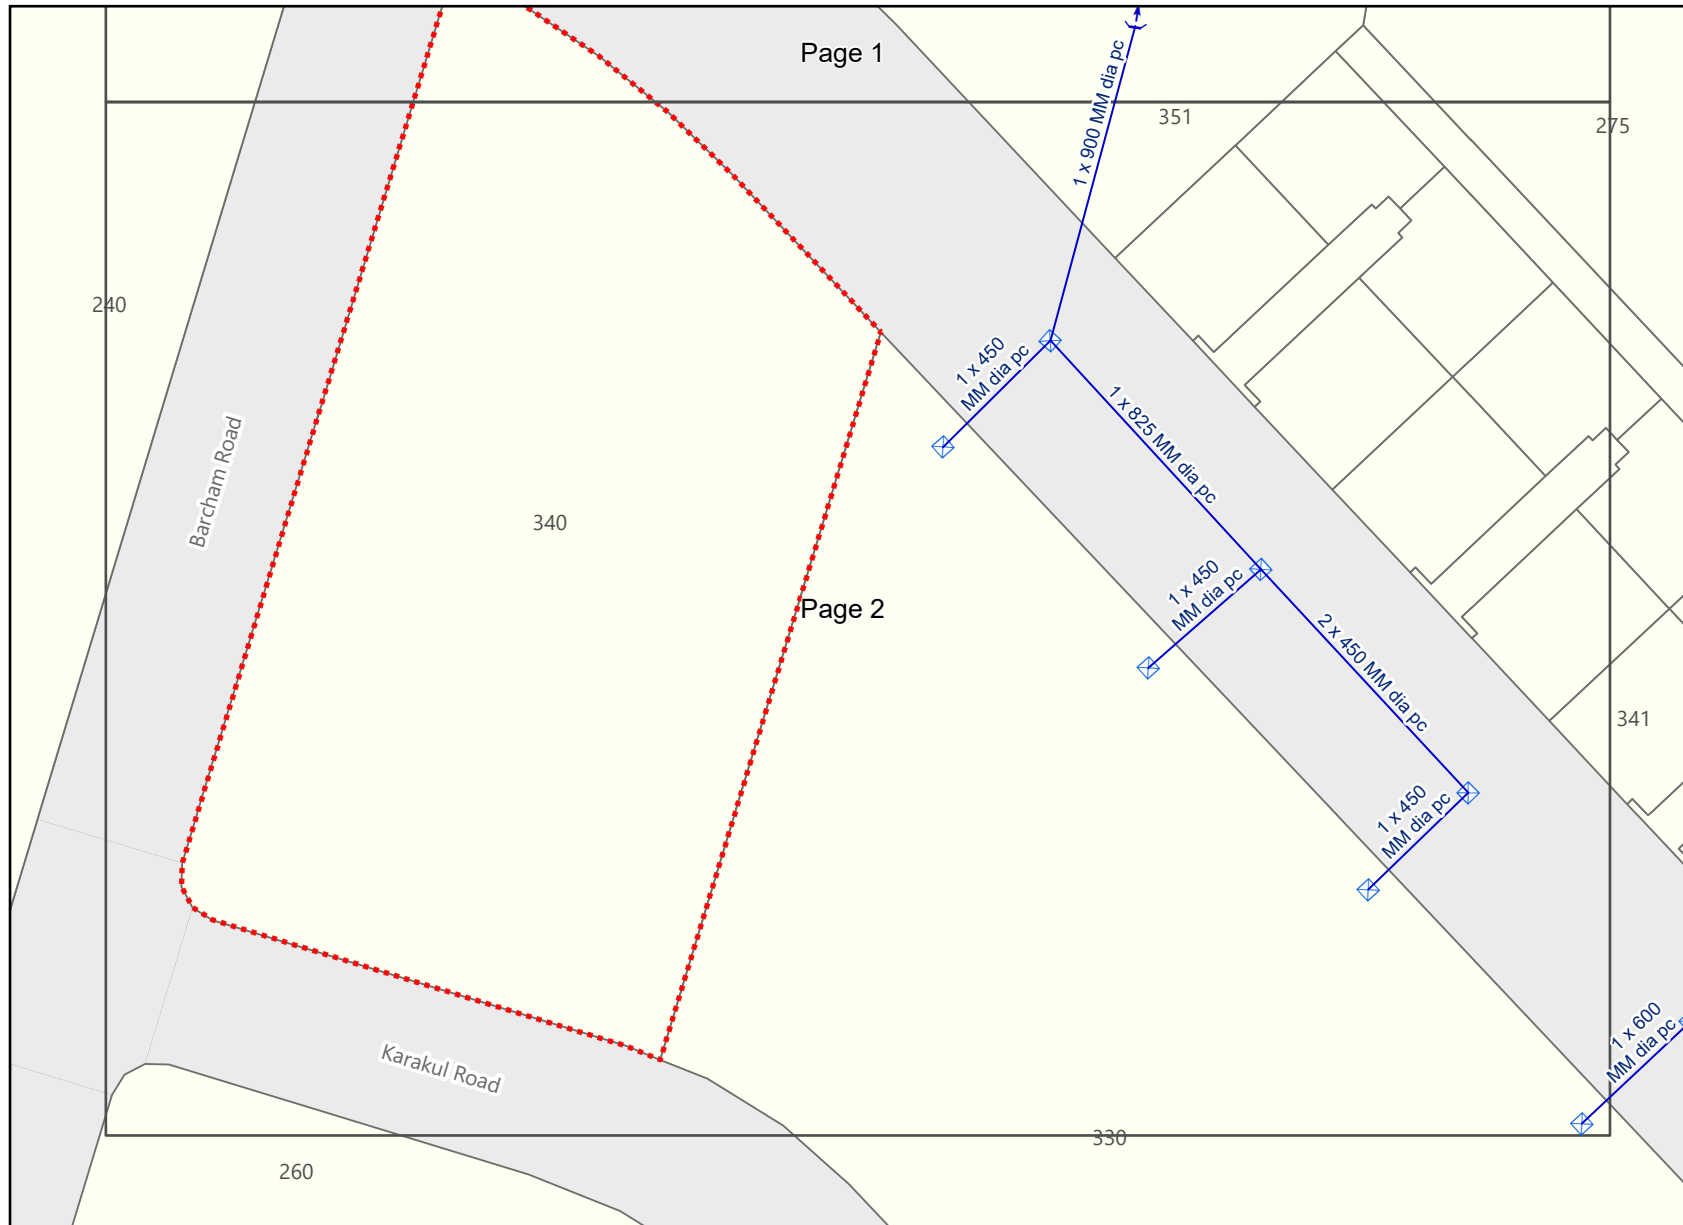 Page 1
1 x 900 MM dia pc
351
275
240
1 x 450
MM dia pc
1 x 825 MM dia pc
Barcham Road
340
Page 2
1 x 450
MM dia pc
2 x 450 MM dia pc
341
1 x 450
MM dia pc
1 x 600
MM dia pc
Karakul Road
330
260